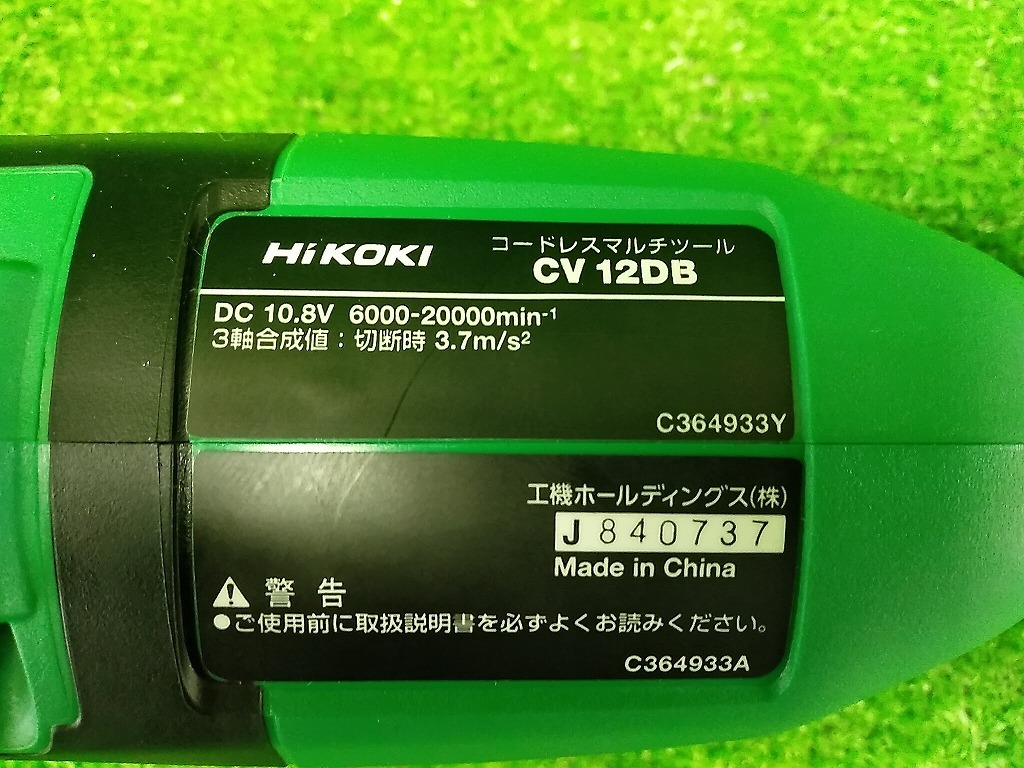 HiKOKI
コードレスマルチツール
CV 12DB
DC 10.8V 6000-20000min-1
3軸合成値：切断時 3.7m/s2
C364933Y
工機ホールディングス(株)
J 840737
Made in China
警告
●ご使用前に取扱説明書を必ずよくお読みください。
C364933A